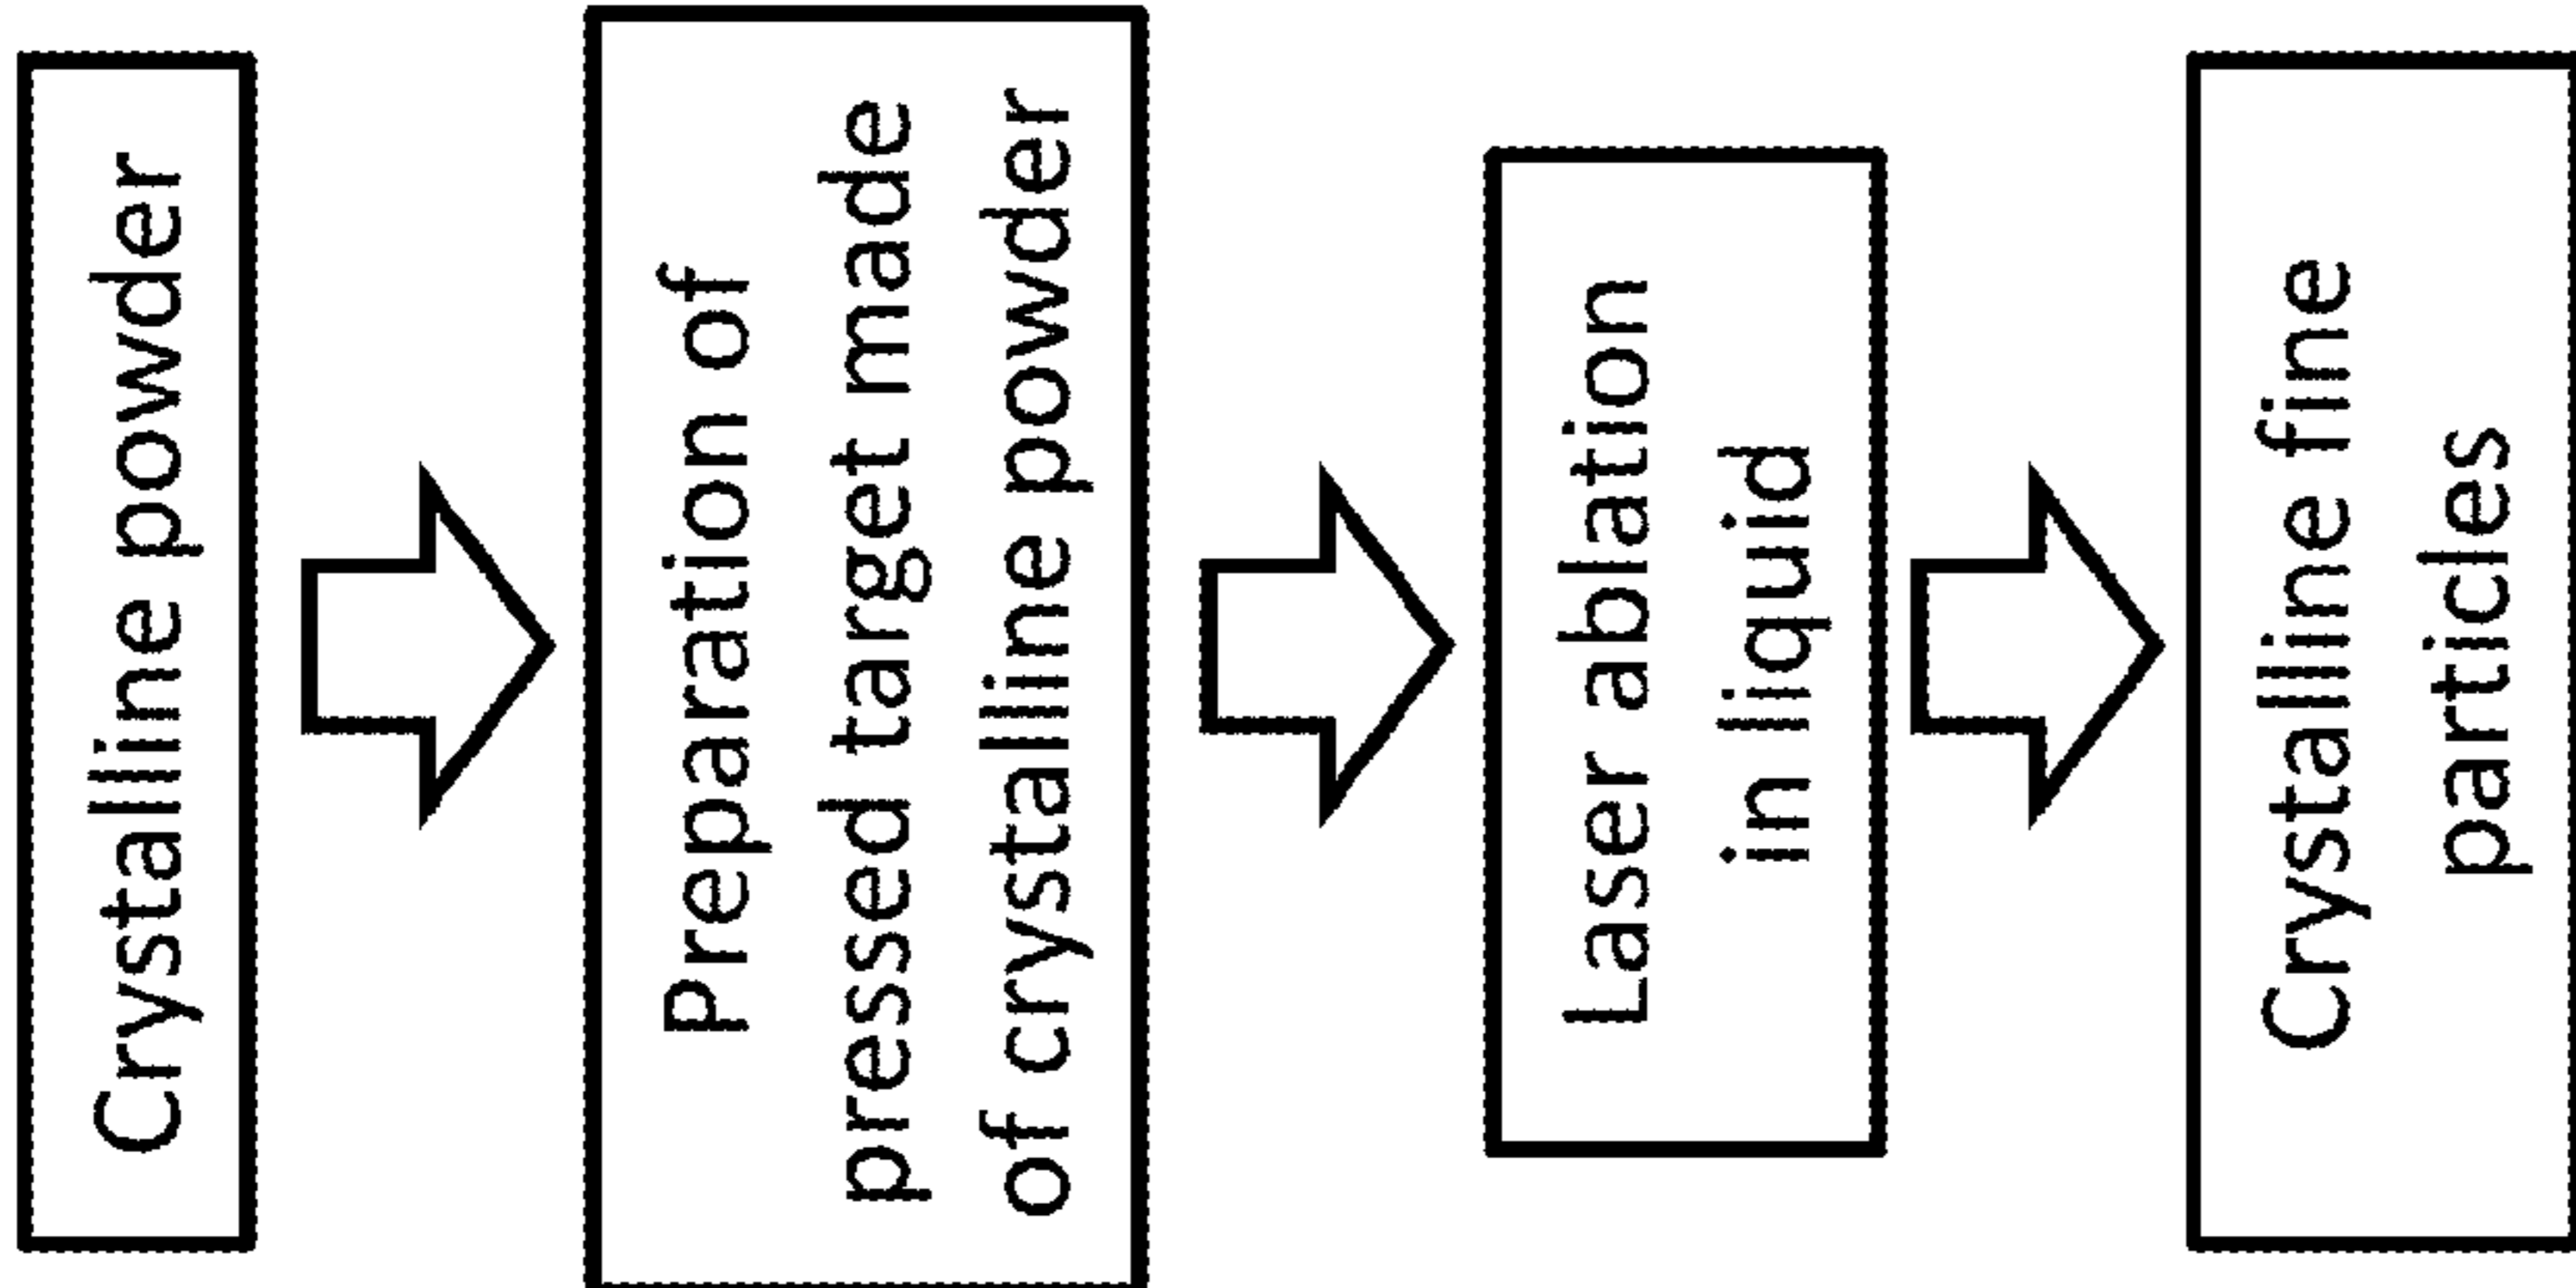 Crystalline powder
Preparation of
pressed target made
of crystalline powder
Laser ablation
in liquid
Crystalline fine
particles